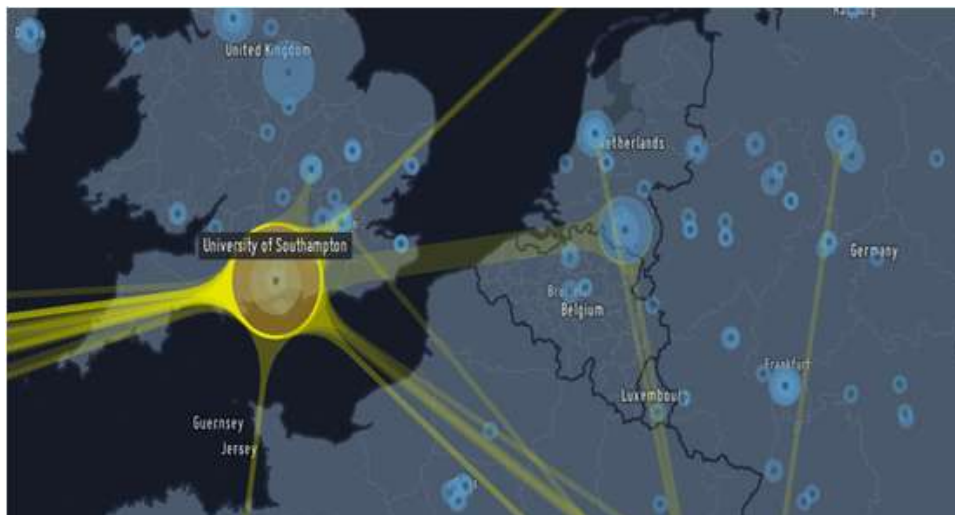 United Kingdom
Netherlands
University of Southampton
Germany
Belgium
Frankfurt
Luxembourg
Guernsey
Jersey